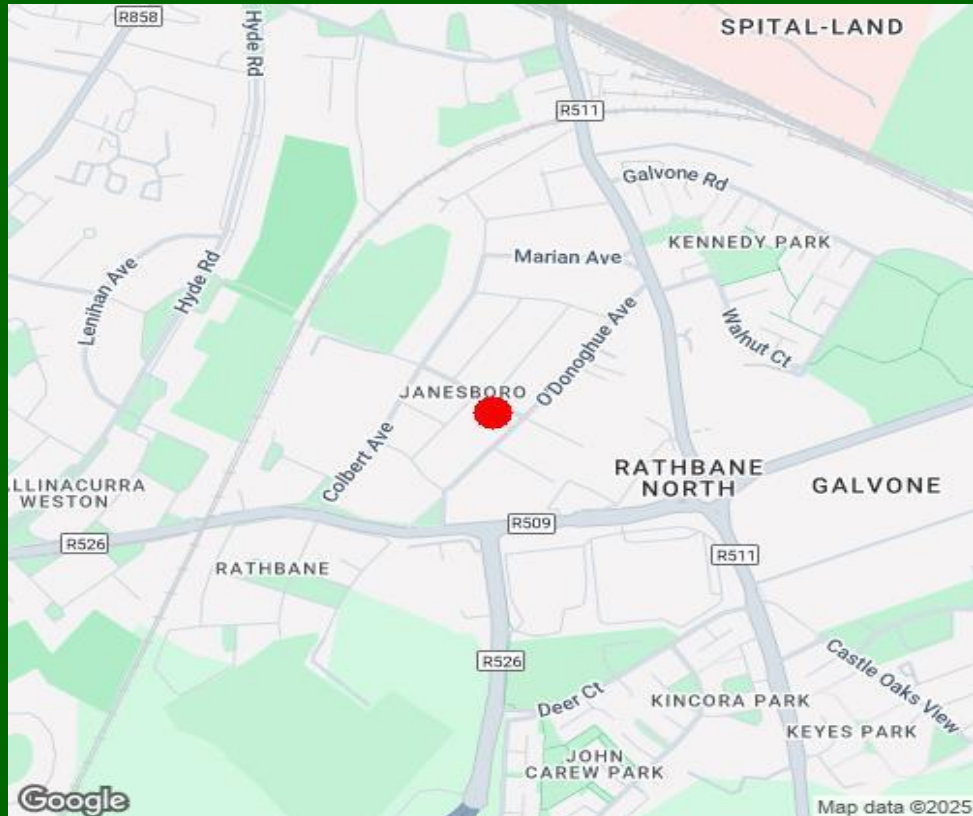 R858
Hyde Rd
SPITAL-LAND
R511
Galvone Rd
KENNEDY PARK
Marian Ave
Lenihan Ave
Hyde Rd
O'Donoghue Ave
Walnut Ct
JANESBORO
Colbert Ave
RATHBANE
NORTH
GALVONE
ALLINACURRA
WESTON
R509
R526
R511
RATHBANE
R526
Deer Ct
KINCORA PARK
Castle Oaks View
KEYES PARK
JOHN
CAREW PARK
Google
Map data ©2025